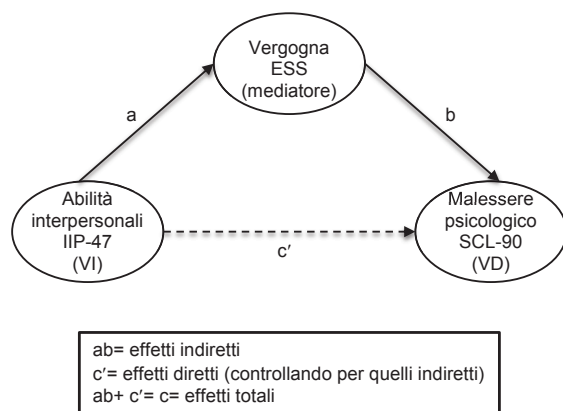 Vergogna
ESS
(mediatore)
a
b
Abilità
interpersonali
IIP-47
(VI)
Malessere
psicologico
SCL-90
(VD)
c′
ab= effetti indiretti
c′= effetti diretti (controllando per quelli indiretti)
ab+ c′= c= effetti totali